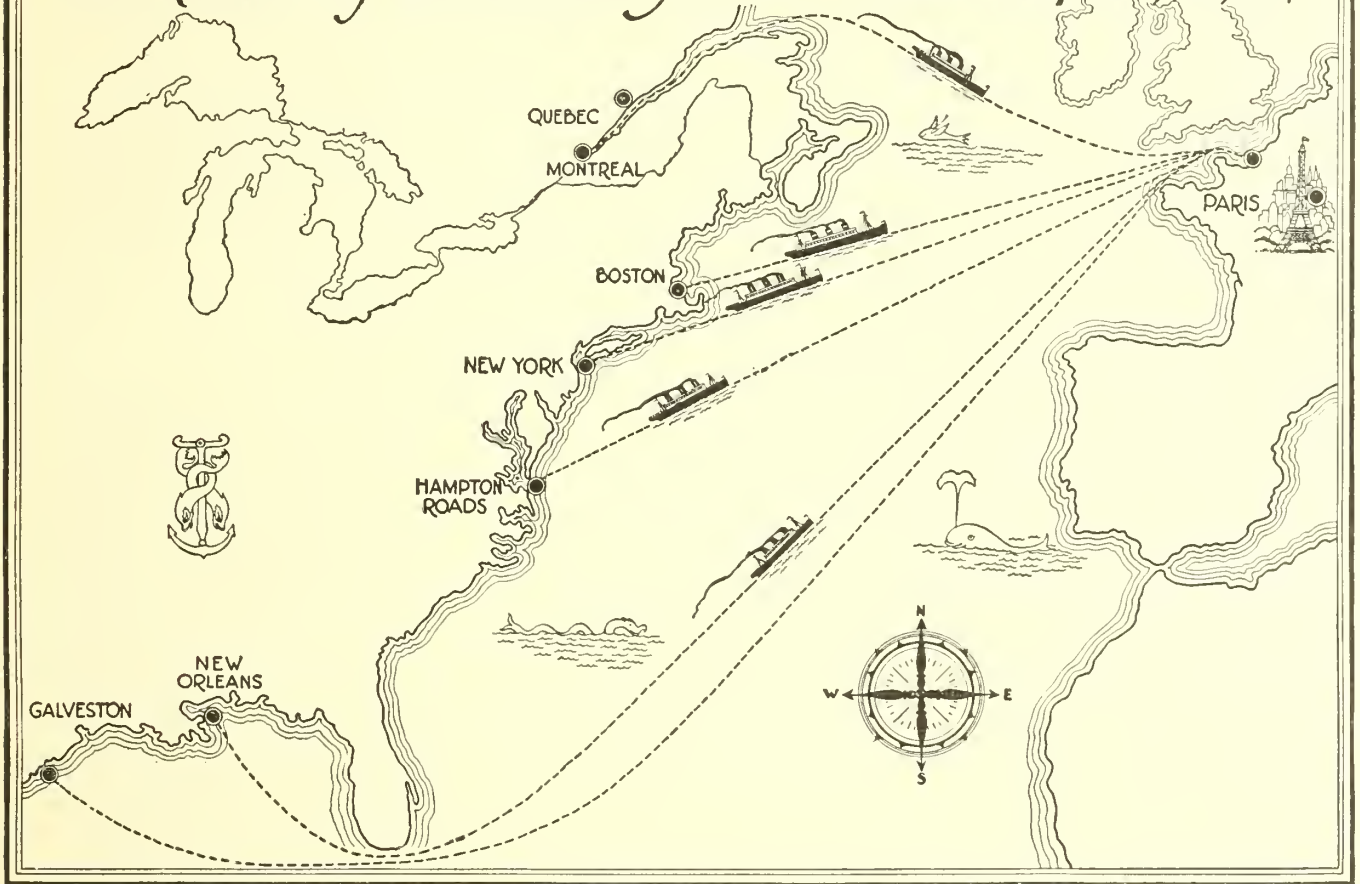 QUEBEC
MONTREAL
PARIS
BOSTON
NEW YORK
HAMPTON
ROADS
N
W
E
S
NEW
ORLEANS
GALVESTON